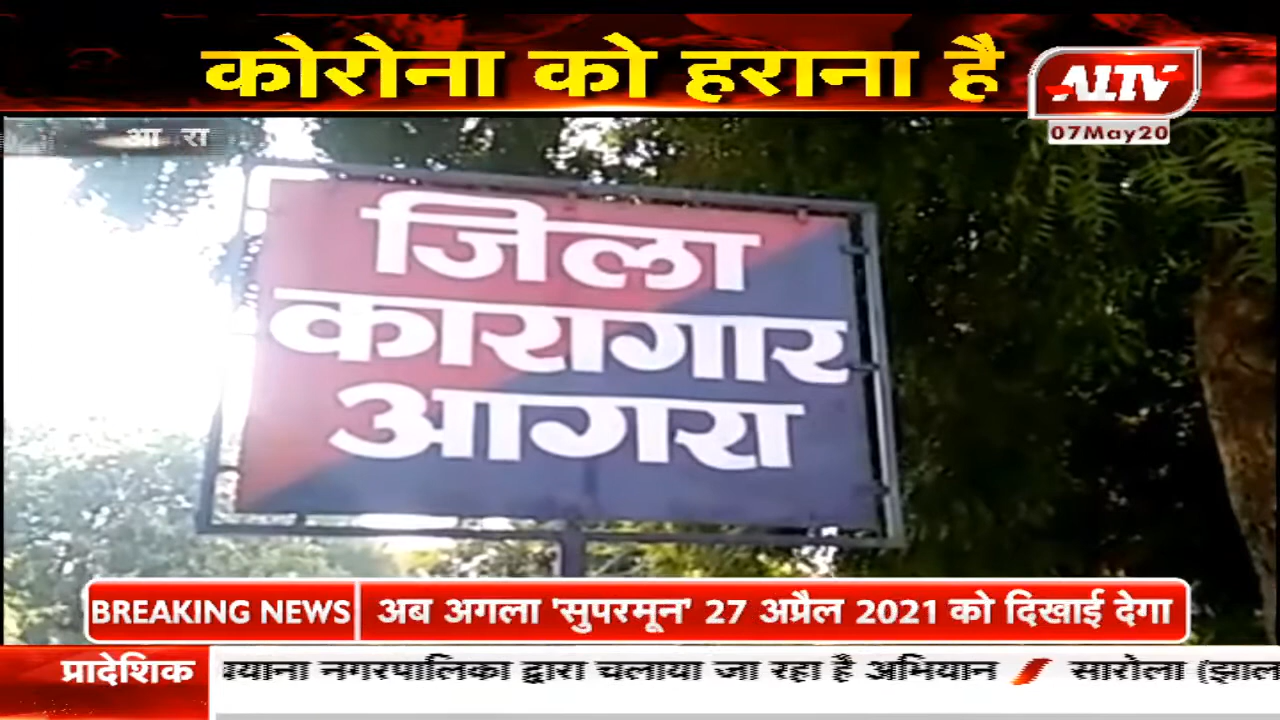 कोरोना को हराना है
ALTV
07May20
जिला
कारागार
आगरा
BREAKING NEWS अब अगला 'सुपरमून' 27 अप्रैल 2021 को दिखाई देगा
प्रादेशिक नगरपालिका द्वारा चलाया जा रहा है अभियान / सारोला